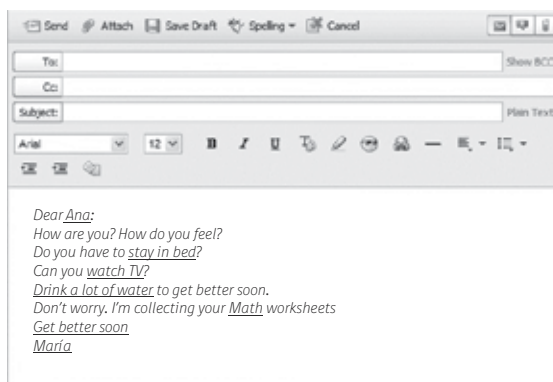 Send Attach Save Draft Spelling Cancel
To: Show BCC
Cc:
Subject: Plain Text
Arial 12 B I U T
Dear Ana:
How are you? How do you feel?
Do you have to stay in bed?
Can you watch TV?
Drink a lot of water to get better soon.
Don't worry. I'm collecting your Math worksheets
Get better soon
María